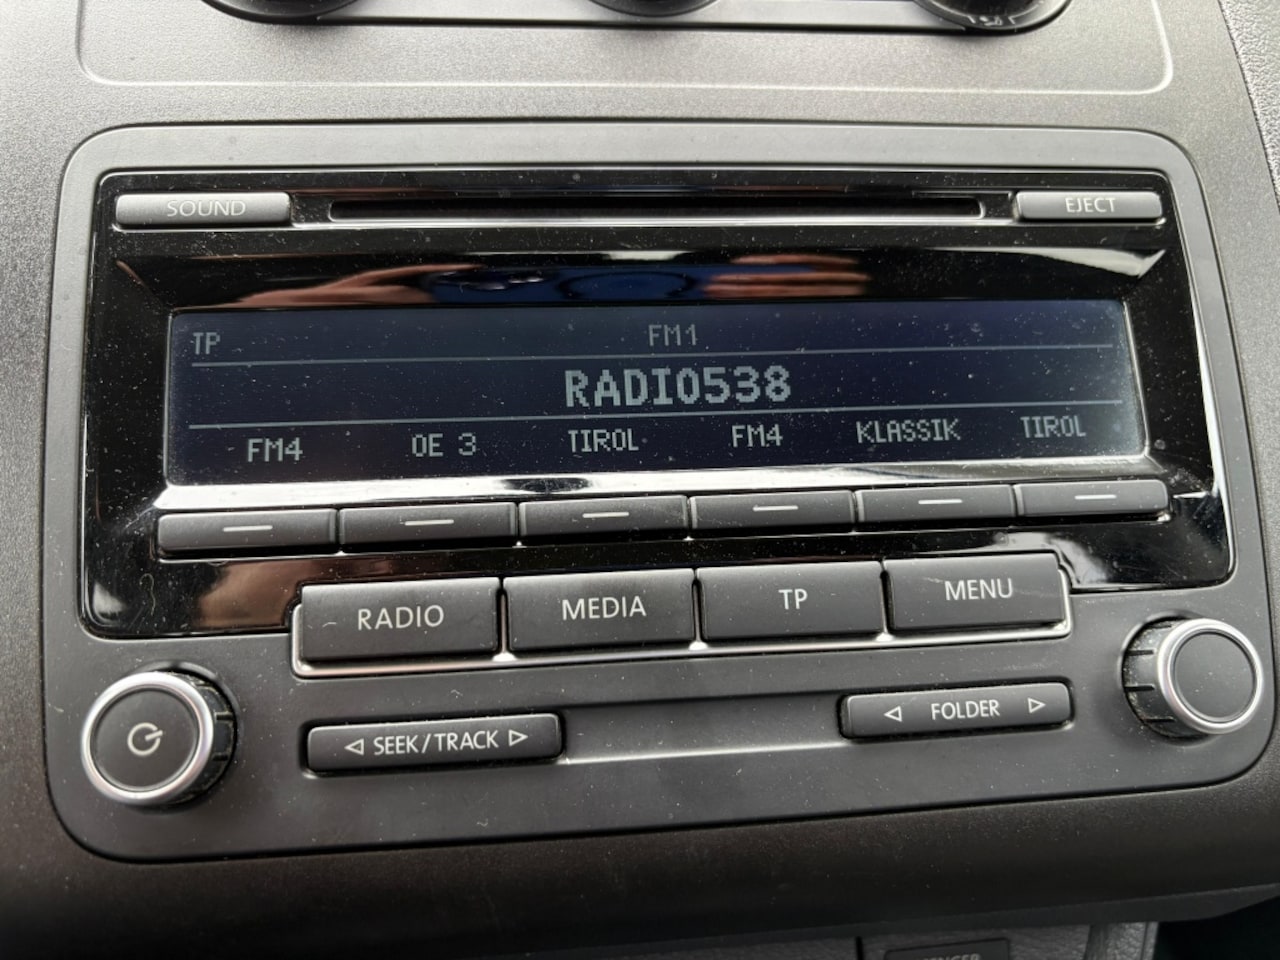 SOUND EJECT
TP FM1
RADIO538
FM4 OE 3 TIROL FM4 KLASSIK TIROL
RADIO MEDIA TP MENU
◁ SEEK/TRACK ▷ ◁ FOLDER ▷